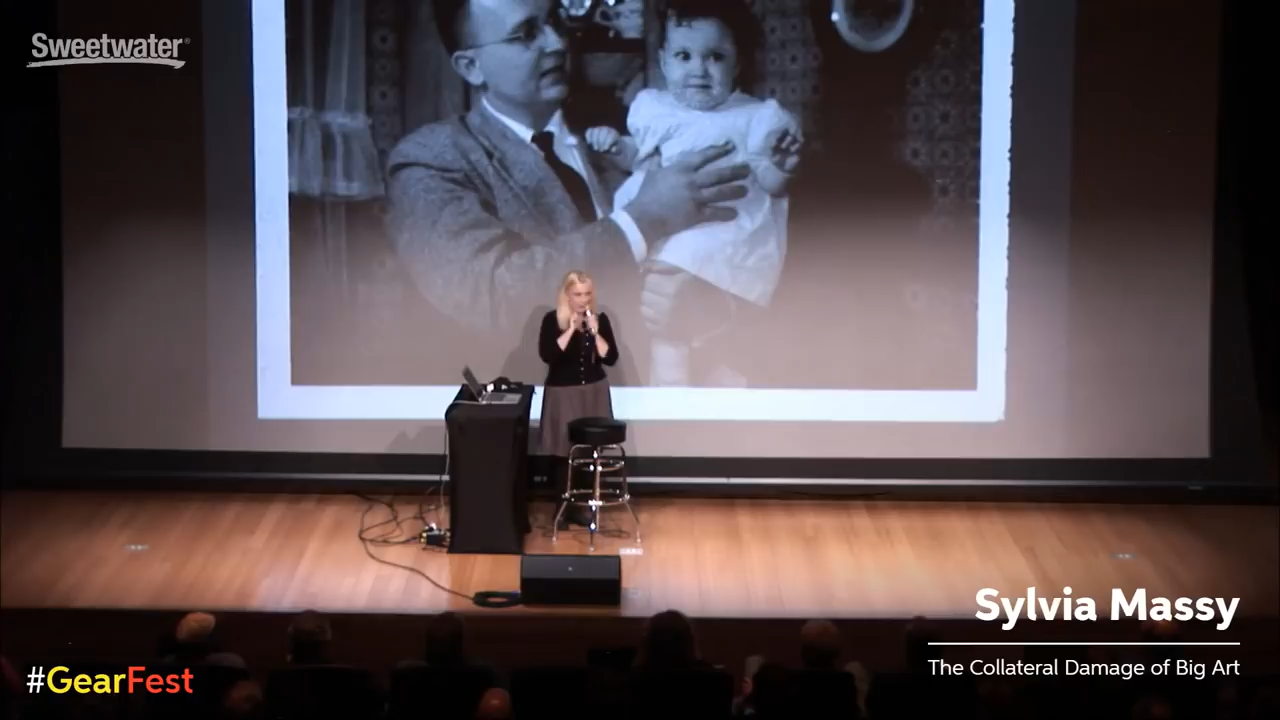 Sweetwater®
Sylvia Massy
The Collateral Damage of Big Art
#GearFest